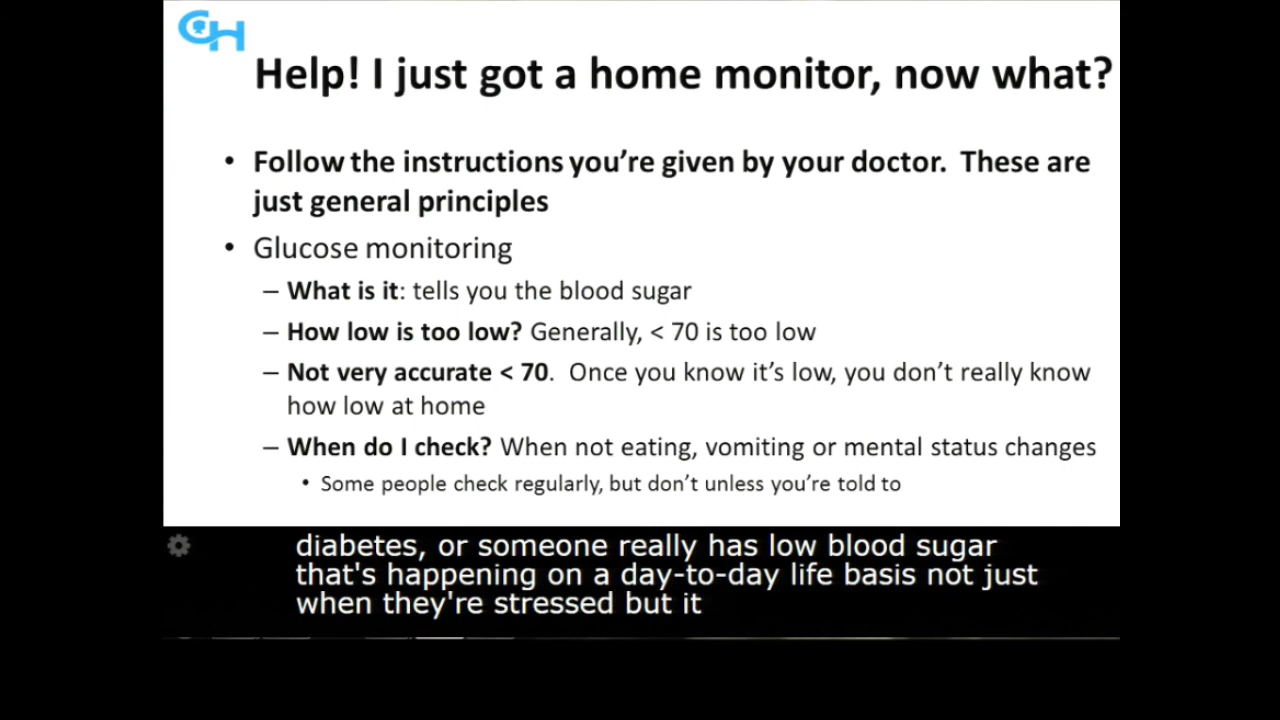 CH
Help! I just got a home monitor, now what?
• Follow the instructions you’re given by your doctor.  These are
just general principles
• Glucose monitoring
– What is it: tells you the blood sugar
– How low is too low? Generally, < 70 is too low
– Not very accurate < 70.  Once you know it’s low, you don’t really know
how low at home
– When do I check? When not eating, vomiting or mental status changes
• Some people check regularly, but don’t unless you’re told to
diabetes, or someone really has low blood sugar
that's happening on a day-to-day life basis not just
when they're stressed but it